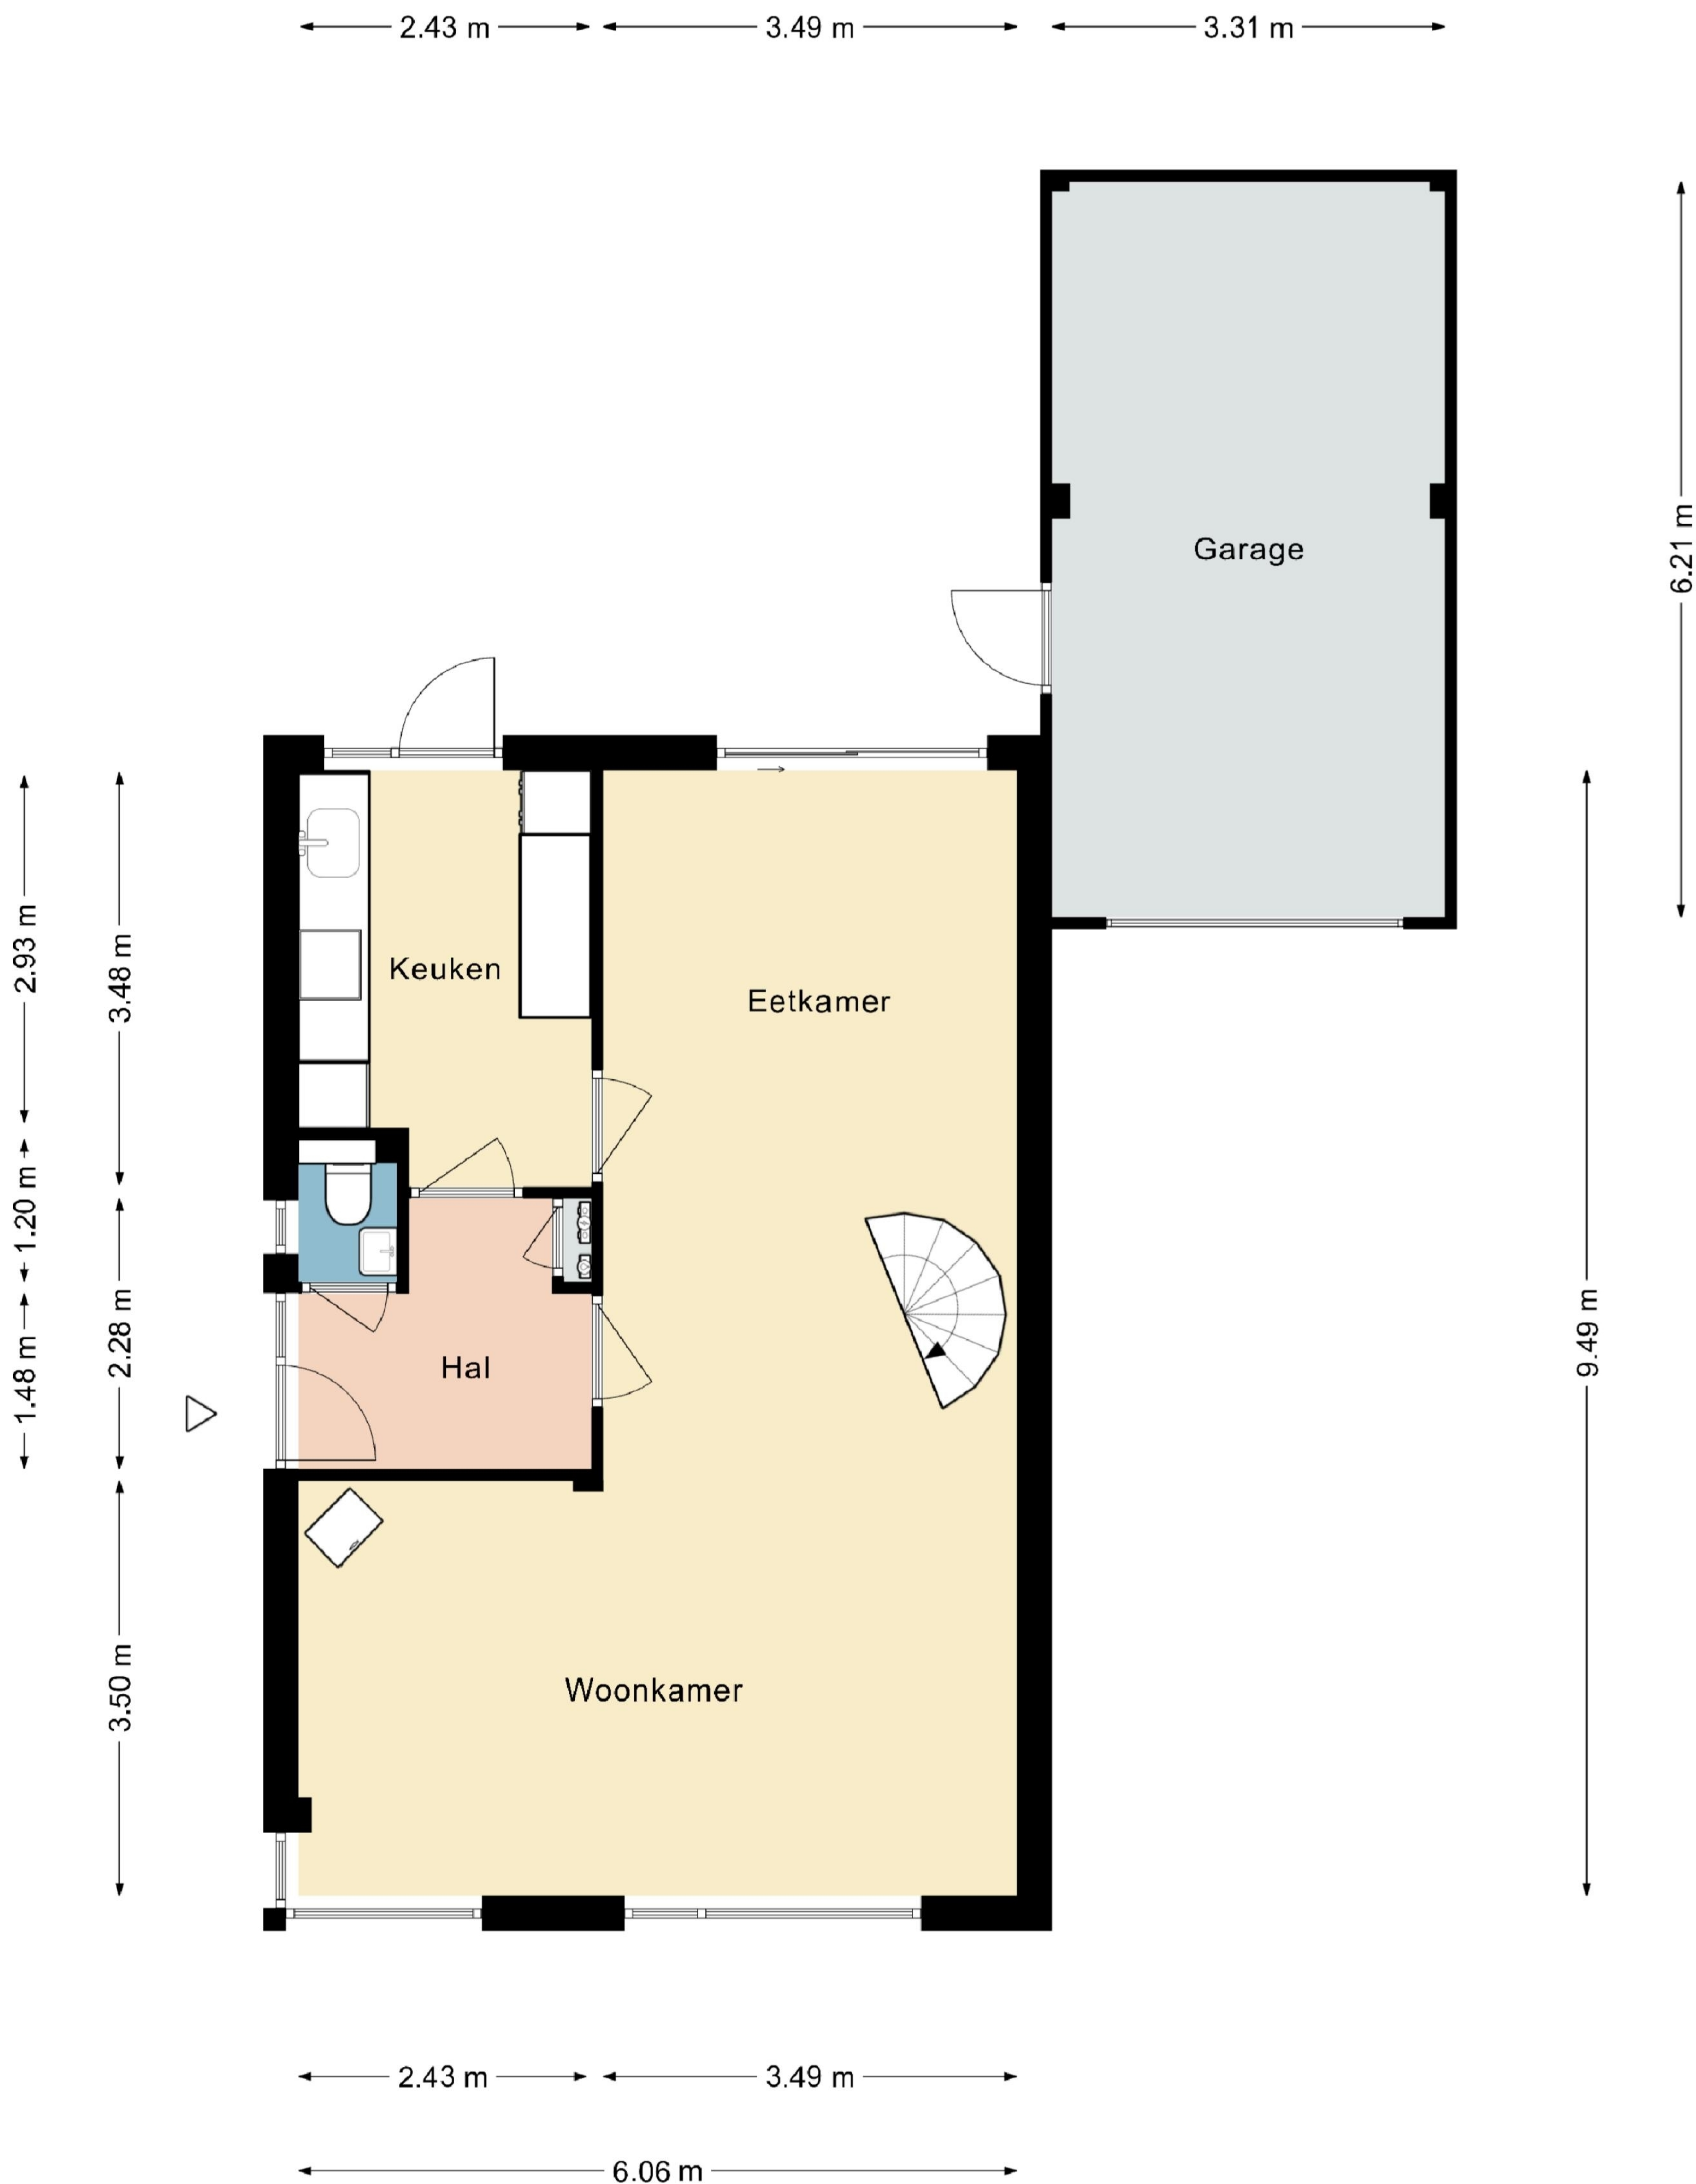 2.43 m
3.49 m
3.31 m
6.21 m
Garage
2.93 m
3.48 m
Keuken
Eetkamer
1.20 m
2.28 m
1.48 m
Hal
9.49 m
3.50 m
Woonkamer
2.43 m
3.49 m
6.06 m